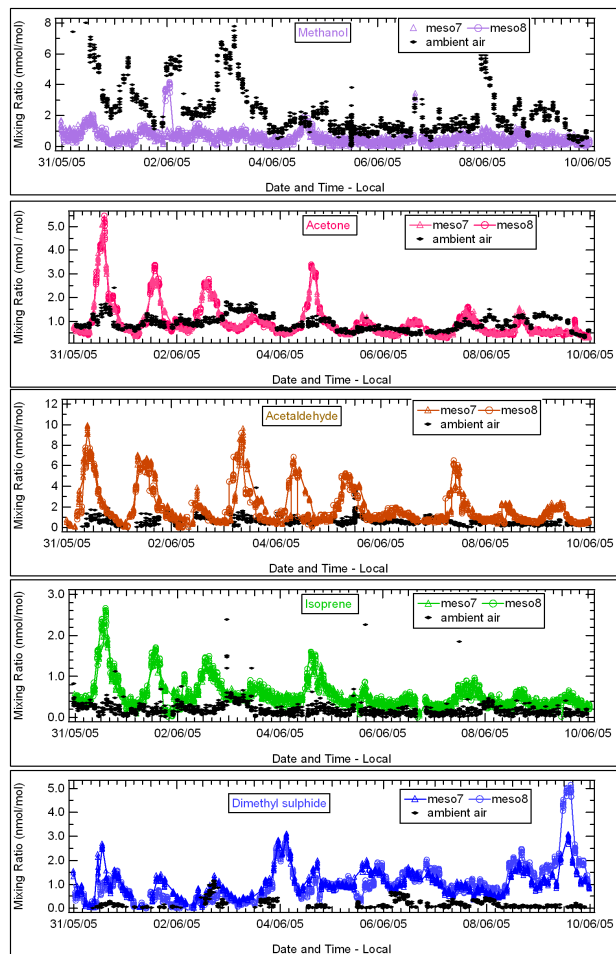 8
6
4
2
0
Mixing Ratio (nmol/mol)
Methanol
meso7 meso8
ambient air
31/05/05 02/06/05 04/06/05 06/06/05 08/06/05 10/06/05
Date and Time - Local
5.0
4.0
3.0
2.0
1.0
Mixing Ratio (nmol / mol)
Acetone
meso7 meso8
ambient air
31/05/05 02/06/05 04/06/05 06/06/05 08/06/05 10/06/05
Date and Time - Local
12
10
8
6
4
2
0
Mixing Ratio (nmol/mol)
Acetaldehyde
meso7 meso8
ambient air
31/05/05 02/06/05 04/06/05 06/06/05 08/06/05 10/06/05
Date and Time - Local
3.0
2.0
1.0
0.0
Mixing Ratio (nmol/mol)
Isoprene
meso7 meso8
ambient air
31/05/05 02/06/05 04/06/05 06/06/05 08/06/05 10/06/05
Date and Time - Local
5.0
4.0
3.0
2.0
1.0
0.0
Mixing Ratio (nmol/mol)
Dimethyl sulphide
meso7 meso8
ambient air
31/05/05 02/06/05 04/06/05 06/06/05 08/06/05 10/06/05
Date and Time - Local